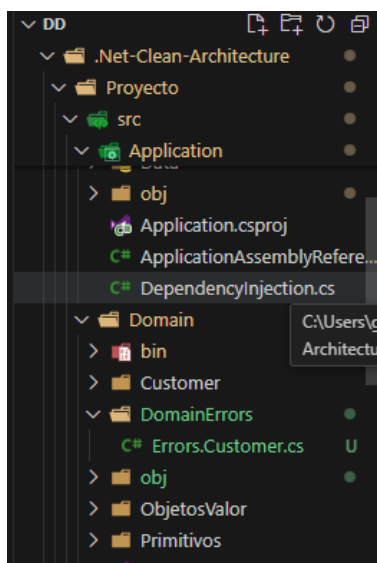 DD
.Net-Clean-Architecture
Proyecto
src
Application
Data
obj
Application.csproj
C# ApplicationAssemblyRefere...
C# DependencyInjection.cs
Domain
C:\Users\g
bin
Architectu
Customer
DomainErrors
C# Errors.Customer.cs U
obj
ObjetosValor
Primitivos